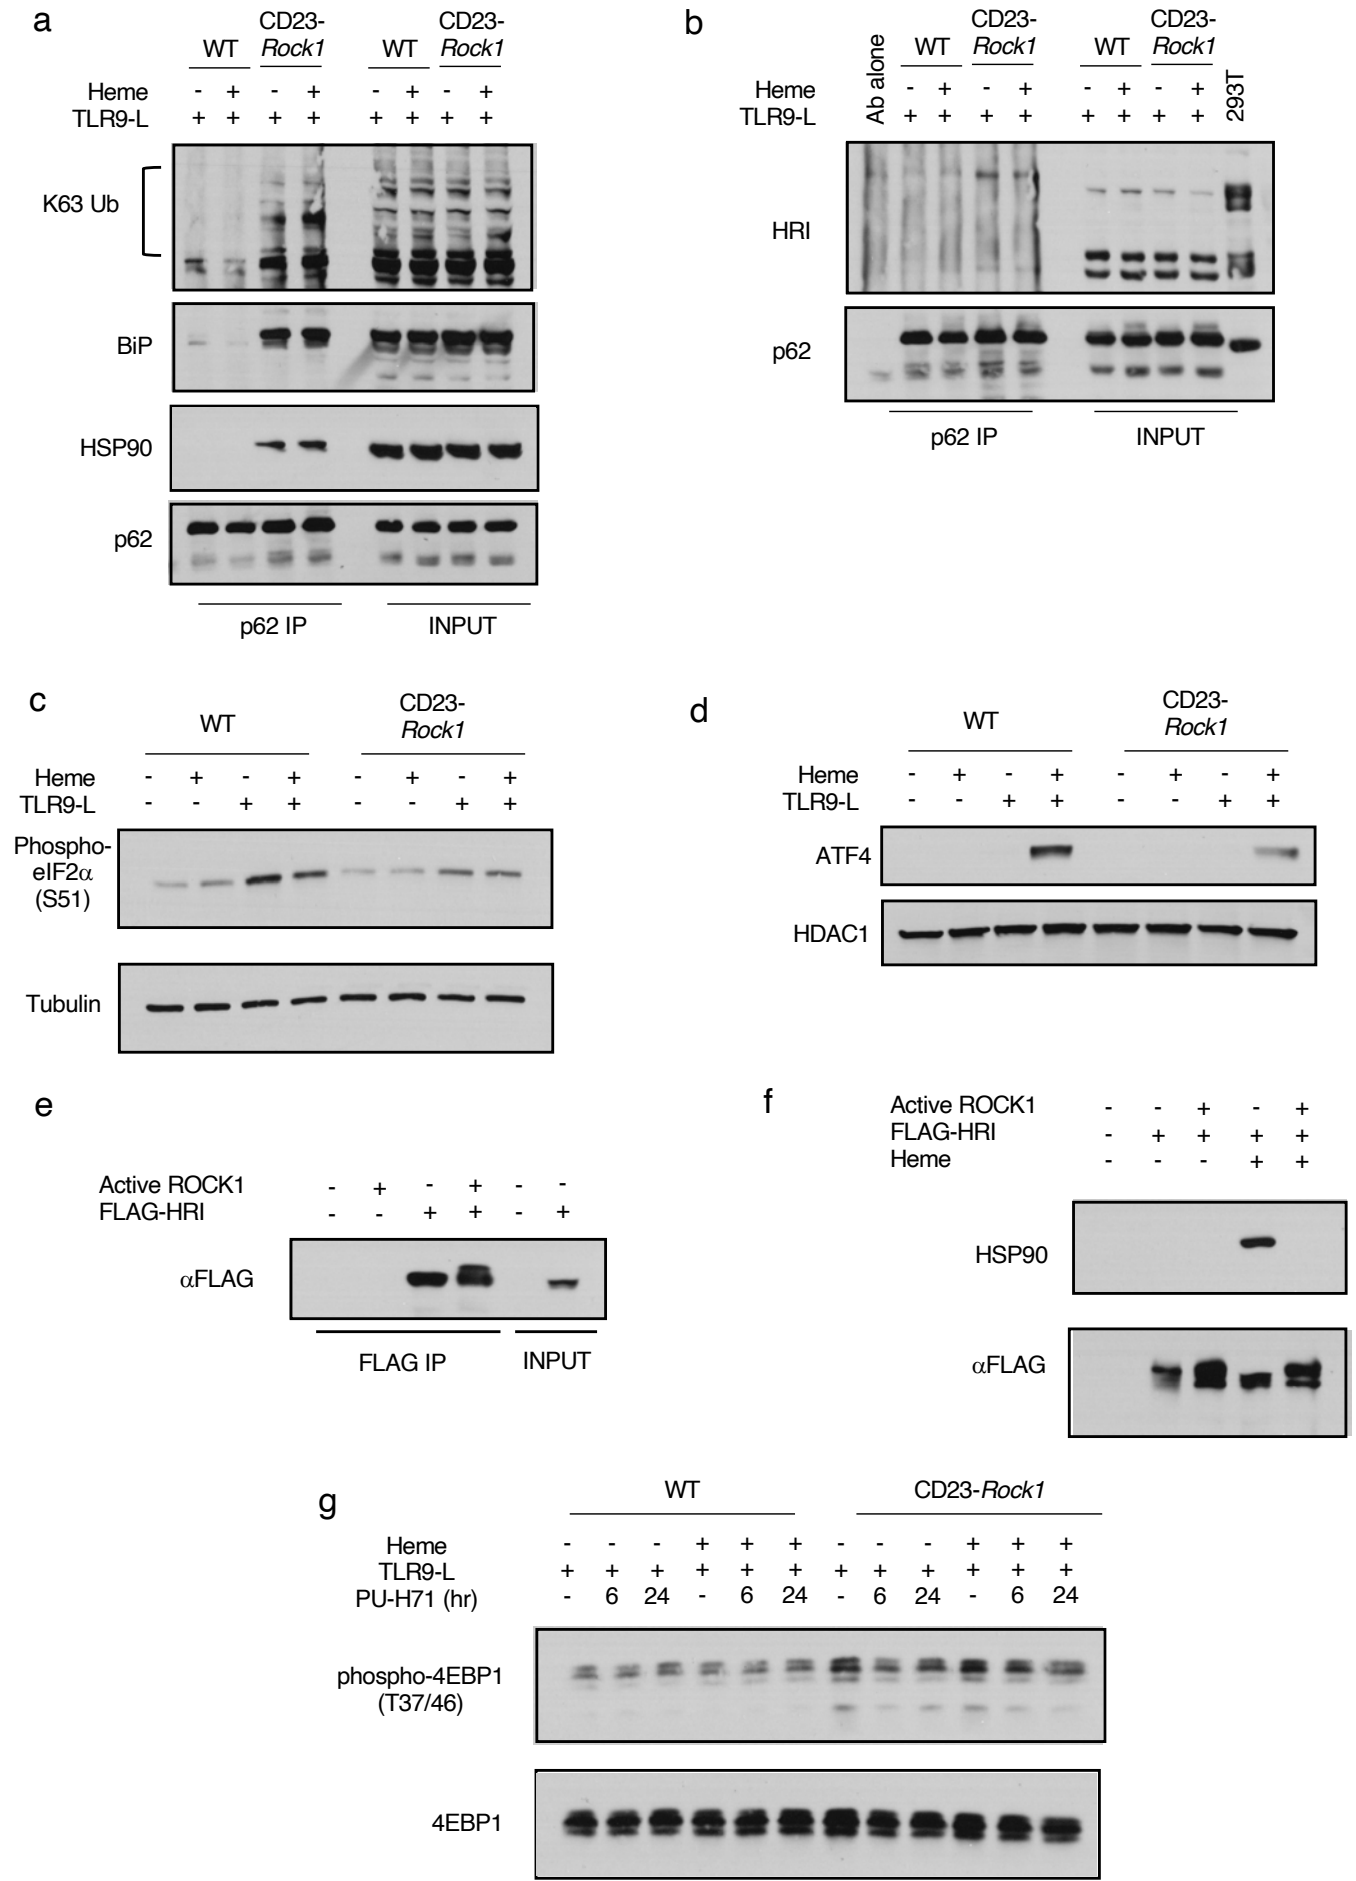 a
WT
CD23-
Rock1
WT
CD23-
Rock1
Heme - + - + - + - +
TLR9-L + + + + + + + +
K63 Ub
BiP
HSP90
p62
p62 IP
INPUT
b
Ab alone
WT
CD23-
Rock1
WT
CD23-
Rock1
293T
Heme - + - + - + - +
TLR9-L + + + + + + + +
HRI
p62
p62 IP
INPUT
c
WT
CD23-
Rock1
Heme - + - + - + - +
TLR9-L - - + + - - + +
Phospho-
eIF2α
(S51)
Tubulin
d
WT
CD23-
Rock1
Heme - + - + - + - +
TLR9-L - - + + - - + +
ATF4
HDAC1
e
Active ROCK1 - + - + - -
FLAG-HRI - - + + - +
αFLAG
FLAG IP
INPUT
f
Active ROCK1 - - + - +
FLAG-HRI - + + + +
Heme - - - + +
HSP90
αFLAG
g
WT
CD23-Rock1
Heme - - - + + + - - - + + +
TLR9-L + + + + + + + + + + + +
PU-H71 (hr) - 6 24 - 6 24 - 6 24 - 6 24
phospho-4EBP1
(T37/46)
4EBP1